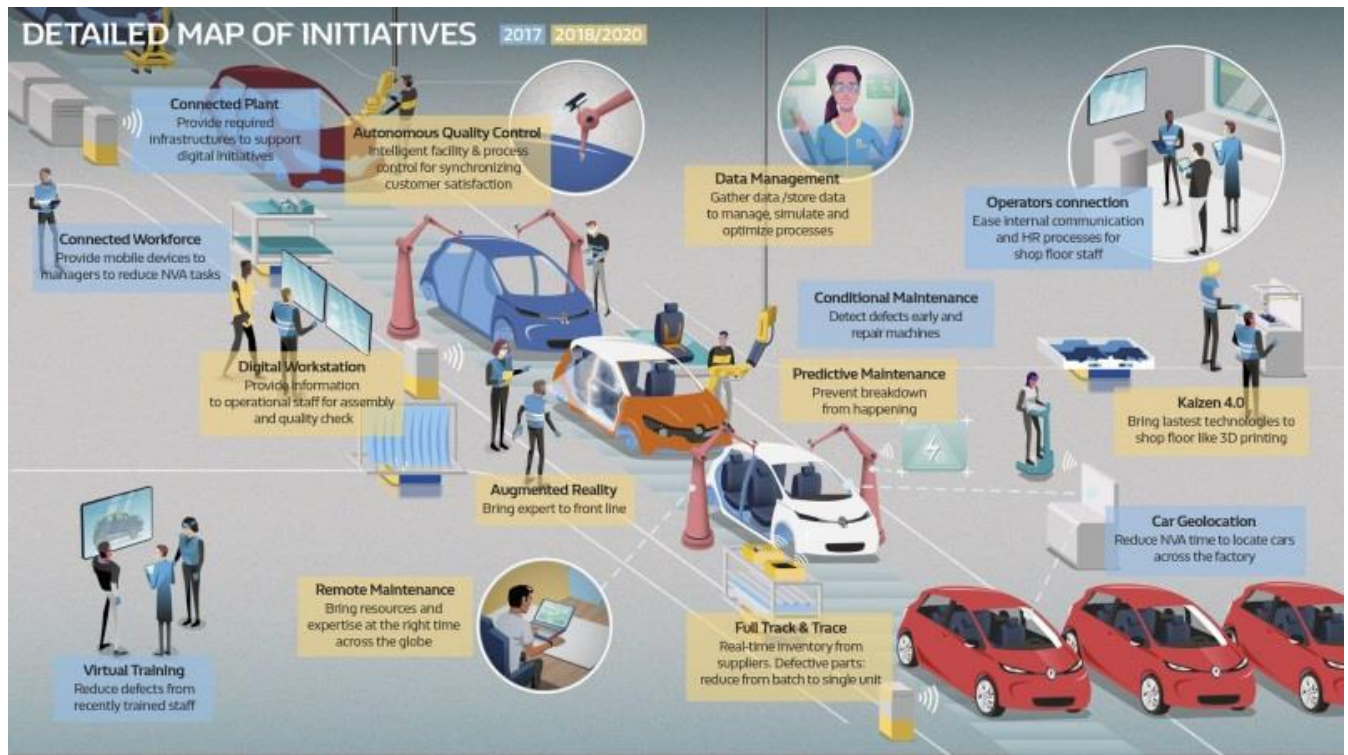 DETAILED MAP OF INITIATIVES 2017 2018/2020
Connected Plant
Provide required
infrastructures to support
digital initiatives
Autonomous Quality Control
Intelligent facility & process
control for synchronizing
customer satisfaction
Data Management
Gather data /store data
to manage, simulate and
optimize processes
Operators connection
Ease internal communication
and HR processes for
shop floor staff
Connected Workforce
Provide mobile devices to
managers to reduce NVA tasks
Conditional Maintenance
Detect defects early and
repair machines
Digital Workstation
Provide information
to operational staff for assembly
and quality check
Predictive Maintenance
Prevent breakdown
from happening
Kaizen 4.0
Bring lastest technologies to
shop floor like 3D printing
Augmented Reality
Bring expert to front line
Car Geolocation
Reduce NVA time to locate cars
across the factory
Remote Maintenance
Bring resources and
expertise at the right time
across the globe
Full Track & Trace
Real-time inventory from
suppliers. Defective parts:
reduce from batch to single unit
Virtual Training
Reduce defects from
recently trained staff